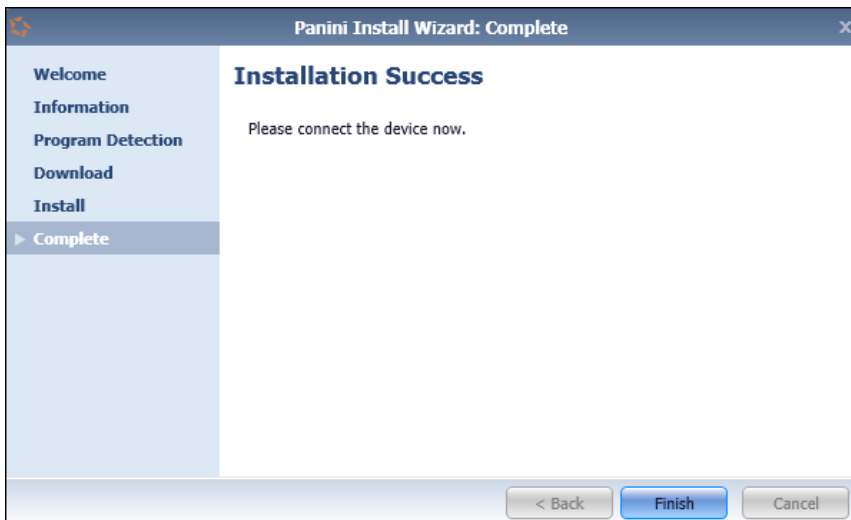 Panini Install Wizard: Complete
x
Welcome
Information
Program Detection
Download
Install
Complete
Installation Success
Please connect the device now.
< Back
Finish
Cancel